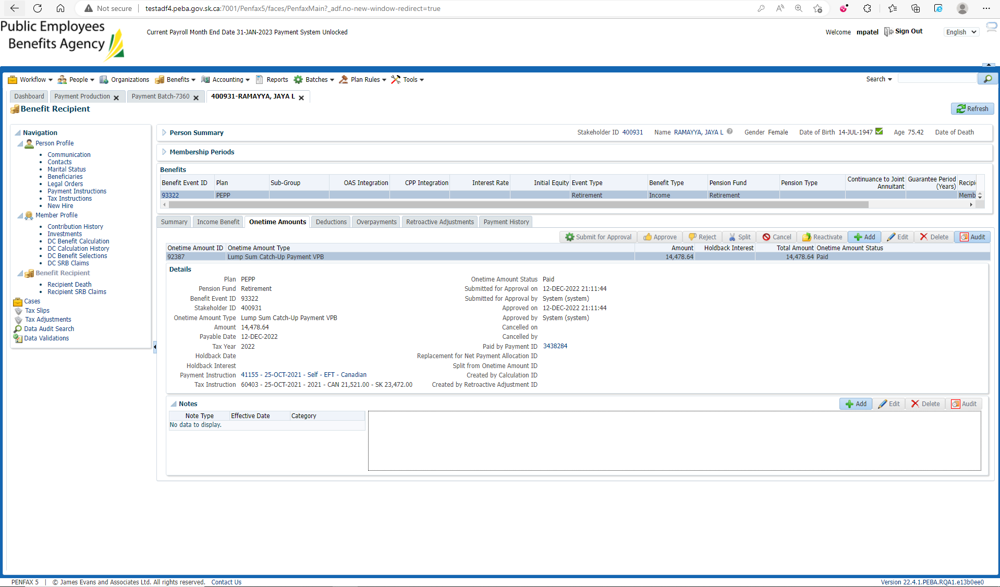 Not secure | testadf4.peba.gov.sk.ca:7001/Penfax5/faces/PenfaxMain?_adf.no-new-window-redirect=true
Public Employees
Benefits Agency
Current Payroll Month End Date 31-JAN-2023 Payment System Unlocked
Welcome mpatel Sign Out English
Workflow People Organizations Benefits Accounting Reports Batches Plan Rules Tools Search
Dashboard Payment Production Payment Batch-7360 400931-RAMAYYA, JAYA L
Benefit Recipient
Refresh
Navigation
Person Profile
Communication
Contacts
Marital Status
Beneficiaries
Legal Orders
Payment Instructions
Tax Instructions
New Hire
Member Profile
Contribution History
Investments
DC Benefit Calculation
DC Calculation History
DC Benefit Selections
DC SRB Claims
Benefit Recipient
Recipient Death
Recipient SRB Claims
Cases
Tax Slips
Tax Adjustments
Data Audit Search
Data Validations
Person Summary Stakeholder ID 400931 Name RAMAYYA, JAYA L Gender Female Date of Birth 14-JUL-1947 Age 75.42 Date of Death
Membership Periods
Benefits
Benefit Event ID Plan Sub-Group OAS Integration CPP Integration Interest Rate Initial Equity Event Type Benefit Type Pension Fund Pension Type Continuance to Joint Annuitant Guarantee Period (Years) Recipi
93322 PEPP Retirement Income Retirement Memb
Summary Income Benefit Onetime Amounts Deductions Overpayments Retroactive Adjustments Payment History
Submit for Approval Approve Reject Split Cancel Reactivate Add Edit Delete Audit
Onetime Amount ID Onetime Amount Type Amount Holdback Interest Total Amount Onetime Amount Status
92387 Lump Sum Catch-Up Payment VPB 14,478.64 14,478.64 Paid
Details
Plan PEPP
Pension Fund Retirement
Benefit Event ID 93322
Stakeholder ID 400931
Onetime Amount Type Lump Sum Catch-Up Payment VPB
Amount 14,478.64
Payable Date 12-DEC-2022
Tax Year 2022
Holdback Date
Holdback Interest
Payment Instruction 41155 - 25-OCT-2021 - Self - EFT - Canadian
Tax Instruction 60403 - 25-OCT-2021 - 2021 - CAN 21,521.00 - SK 23,472.00
Onetime Amount Status Paid
Submitted for Approval on 12-DEC-2022 21:11:44
Submitted for Approval by System (system)
Approved on 12-DEC-2022 21:11:44
Approved by System (system)
Cancelled on
Cancelled by
Paid by Payment ID 3438284
Replacement for Net Payment Allocation ID
Split from Onetime Amount ID
Created by Calculation ID
Created by Retroactive Adjustment ID
Notes
Add Edit Delete Audit
Note Type Effective Date Category
No data to display.
PENFAX 5 | © James Evans and Associates Ltd. All rights reserved. Contact Us
Version 22.4.1.PEBA.RQA1.e13b0ee0